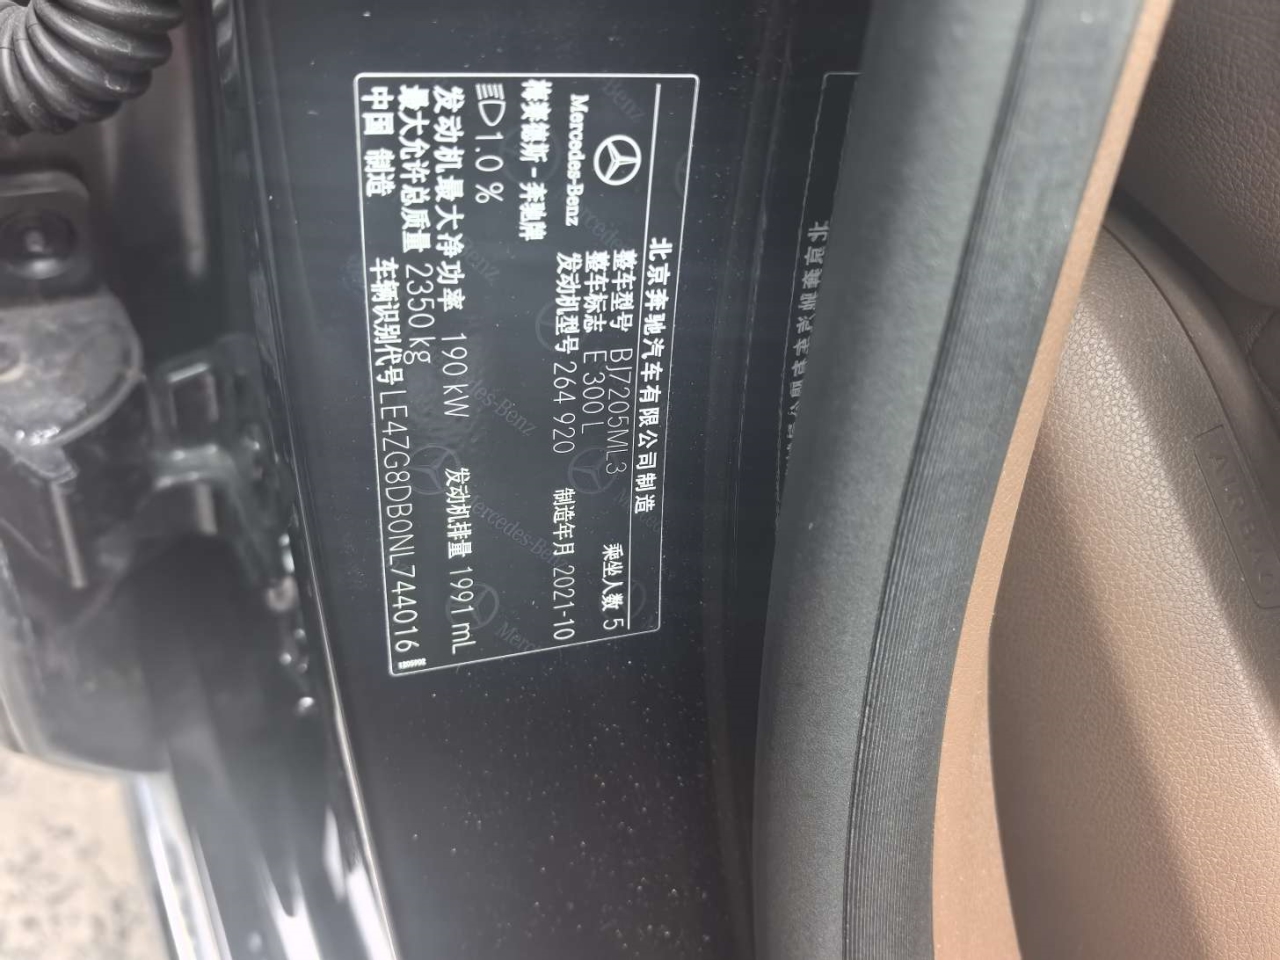 北京奔驰汽车有限公司制造
Mercedes-Benz
整车型号 BJ7205ML3 乘坐人数 5
整车标志 E 300 L
发动机型号 264 920 制造年月 2021-10
梅赛德斯-奔驰牌
1.0 %
发动机最大净功率 190 kW 发动机排量 1991 mL
最大允许总质量 2350 kg
中国 制造 车辆识别代号 LE4ZG8DB0NL744016